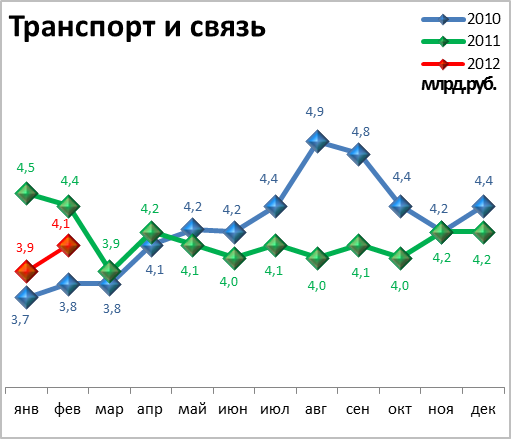 Транспорт и связь
2010
2011
2012
млрд.руб.
4,9
4,8
4,5 4,4 4,4 4,4 4,4
4,1 4,2 4,2 4,2 4,2
3,9 3,9
4,1 4,1 4,0 4,1 4,0 4,1 4,0 4,2 4,2
3,7 3,8 3,8
янв фев мар апр май июн июл авг сен окт ноя дек